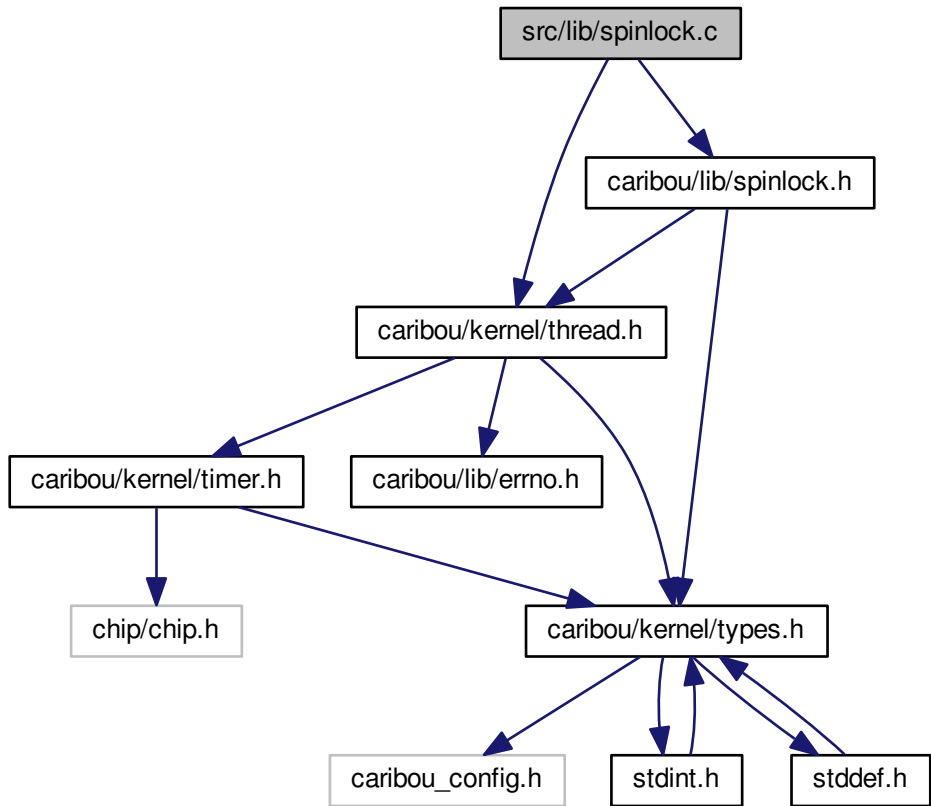 src/lib/spinlock.c
caribou/lib/spinlock.h
caribou/kernel/thread.h
caribou/kernel/timer.h
caribou/lib/errno.h
chip/chip.h
caribou/kernel/types.h
caribou_config.h
stdint.h
stddef.h